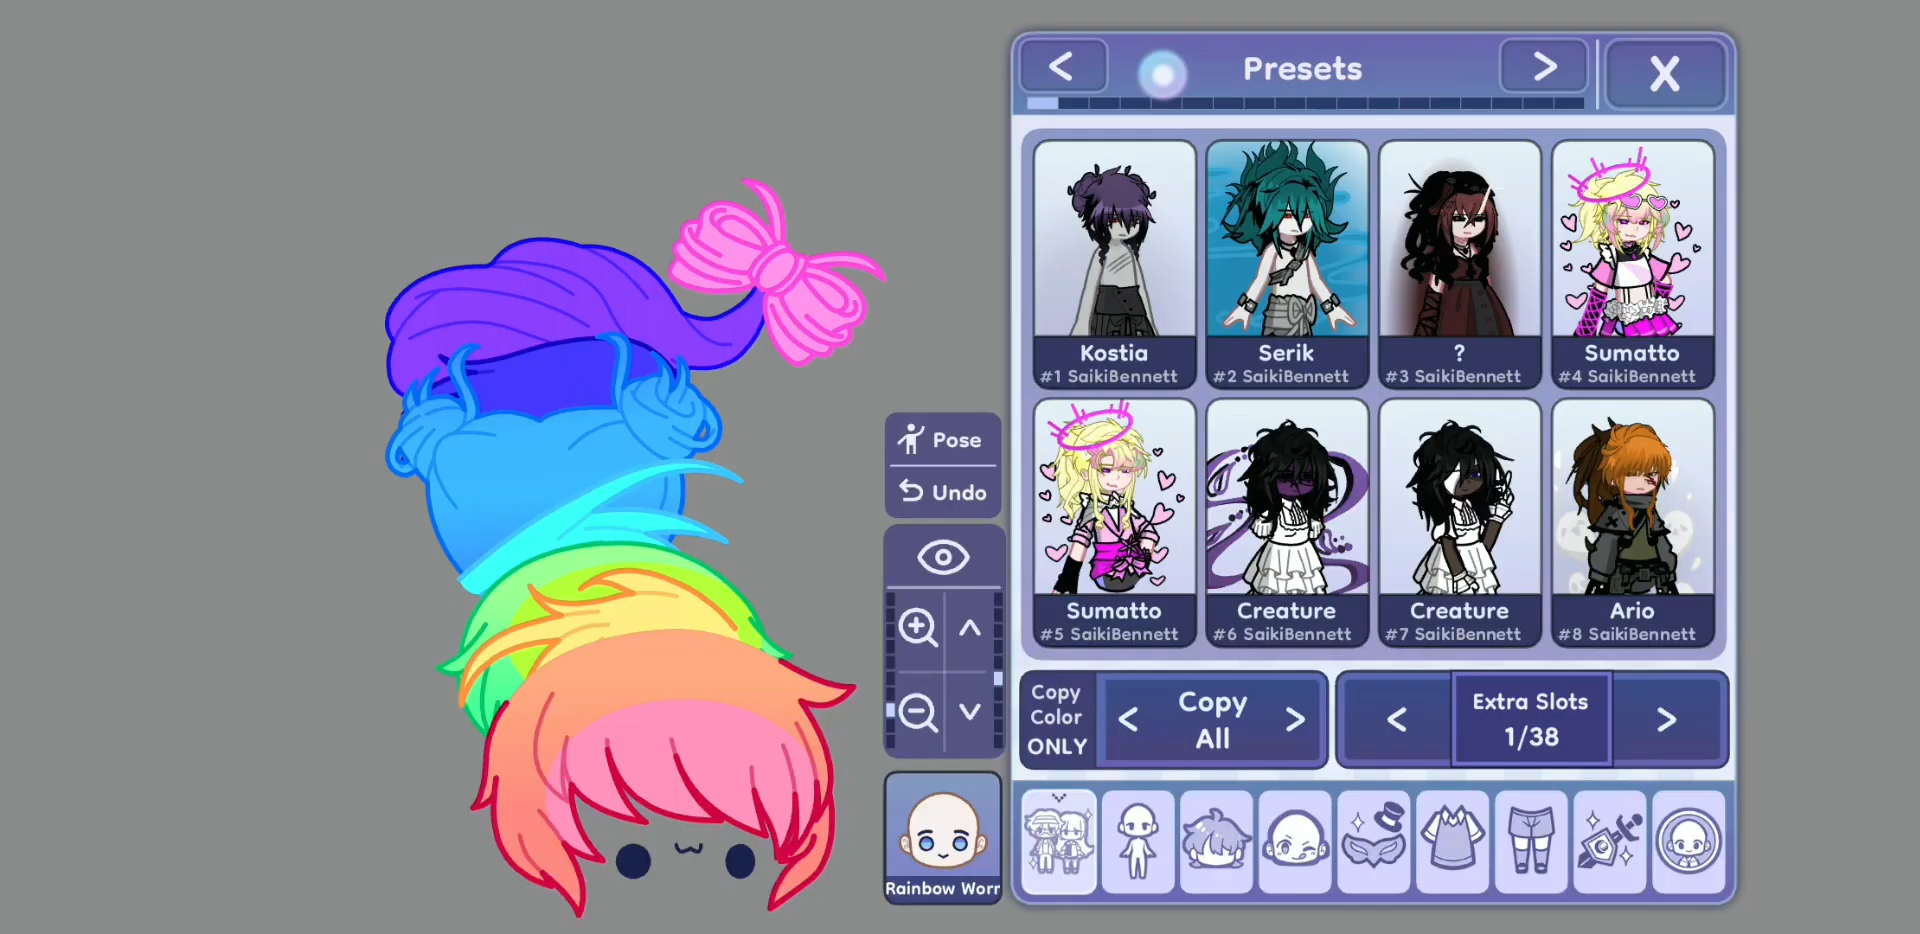 Presets
Kostia
#1 SaikiBennett
Serik
#2 SaikiBennett
?
#3 SaikiBennett
Sumatto
#4 SaikiBennett
Sumatto
#5 SaikiBennett
Creature
#6 SaikiBennett
Creature
#7 SaikiBennett
Ario
#8 SaikiBennett
Pose
Undo
Copy
Color
ONLY
Copy
All
Extra Slots
1/38
Rainbow Worr